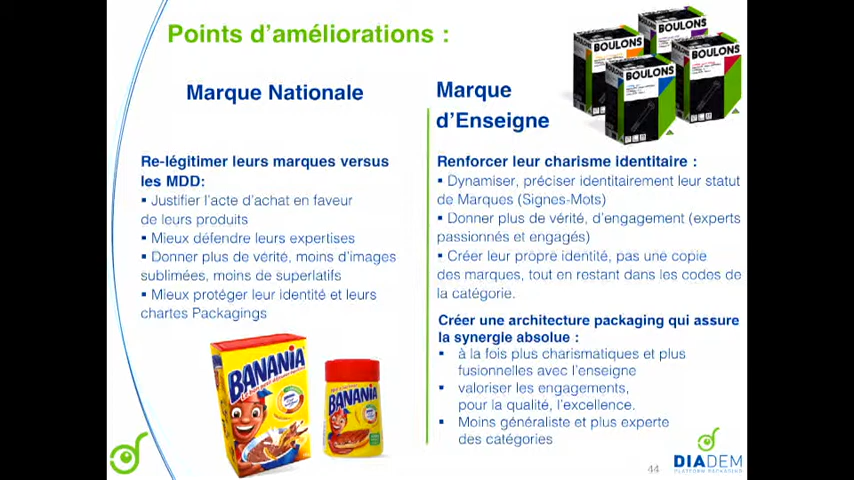 Points d’améliorations :
Marque Nationale
Re-légitimer leurs marques versus
les MDD:
▪ Justifier l’acte d’achat en faveur
de leurs produits
▪ Mieux défendre leurs expertises
▪ Donner plus de vérité, moins d’images
sublimées, moins de superlatifs
▪ Mieux protéger leur identité et leurs
chartes Packagings
BANANIA
BANANIA
Marque
d’Enseigne
BOULONS
BOULONS
BOULONS
BOULONS
Renforcer leur charisme identitaire :
▪ Dynamiser, préciser identitairement leur statut
de Marques (Signes-Mots)
▪ Donner plus de vérité, d’engagement (experts
passionnés et engagés)
▪ Créer leur propre identité, pas une copie
des marques, tout en restant dans les codes de
la catégorie.
Créer une architecture packaging qui assure
la synergie absolue :
▪ à la fois plus charismatiques et plus
fusionnelles avec l’enseigne
▪ valoriser les engagements,
pour la qualité, l’excellence.
▪ Moins généraliste et plus experte
des catégories
44
DIADEM
PLATFORM PACKAGING